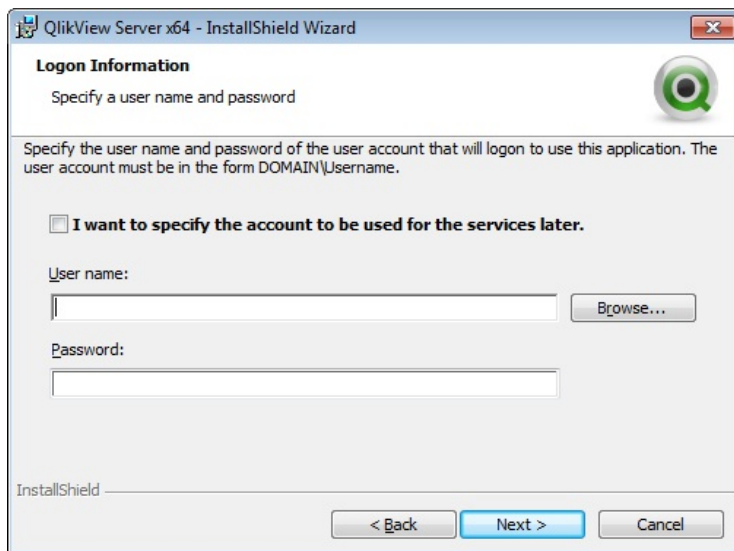 QlikView Server x64 - InstallShield Wizard
Logon Information
Specify a user name and password
Specify the user name and password of the user account that will logon to use this application. The
user account must be in the form DOMAIN\Username.
I want to specify the account to be used for the services later.
User name:
Browse...
Password:
InstallShield
< Back
Next >
Cancel